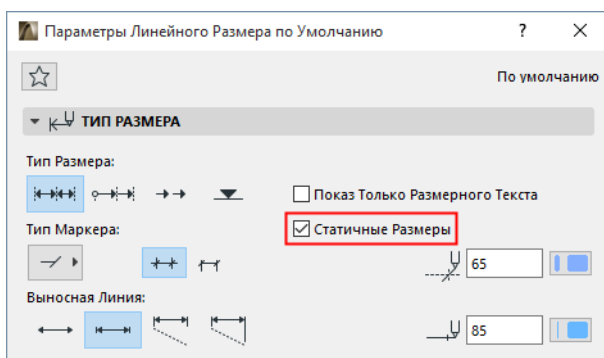 Параметры Линейного Размера по Умолчанию
По умолчанию
ТИП РАЗМЕРА
Тип Размера:
Показ Только Размерного Текста
Тип Маркера:
Статичные Размеры
65
Выносная Линия:
85